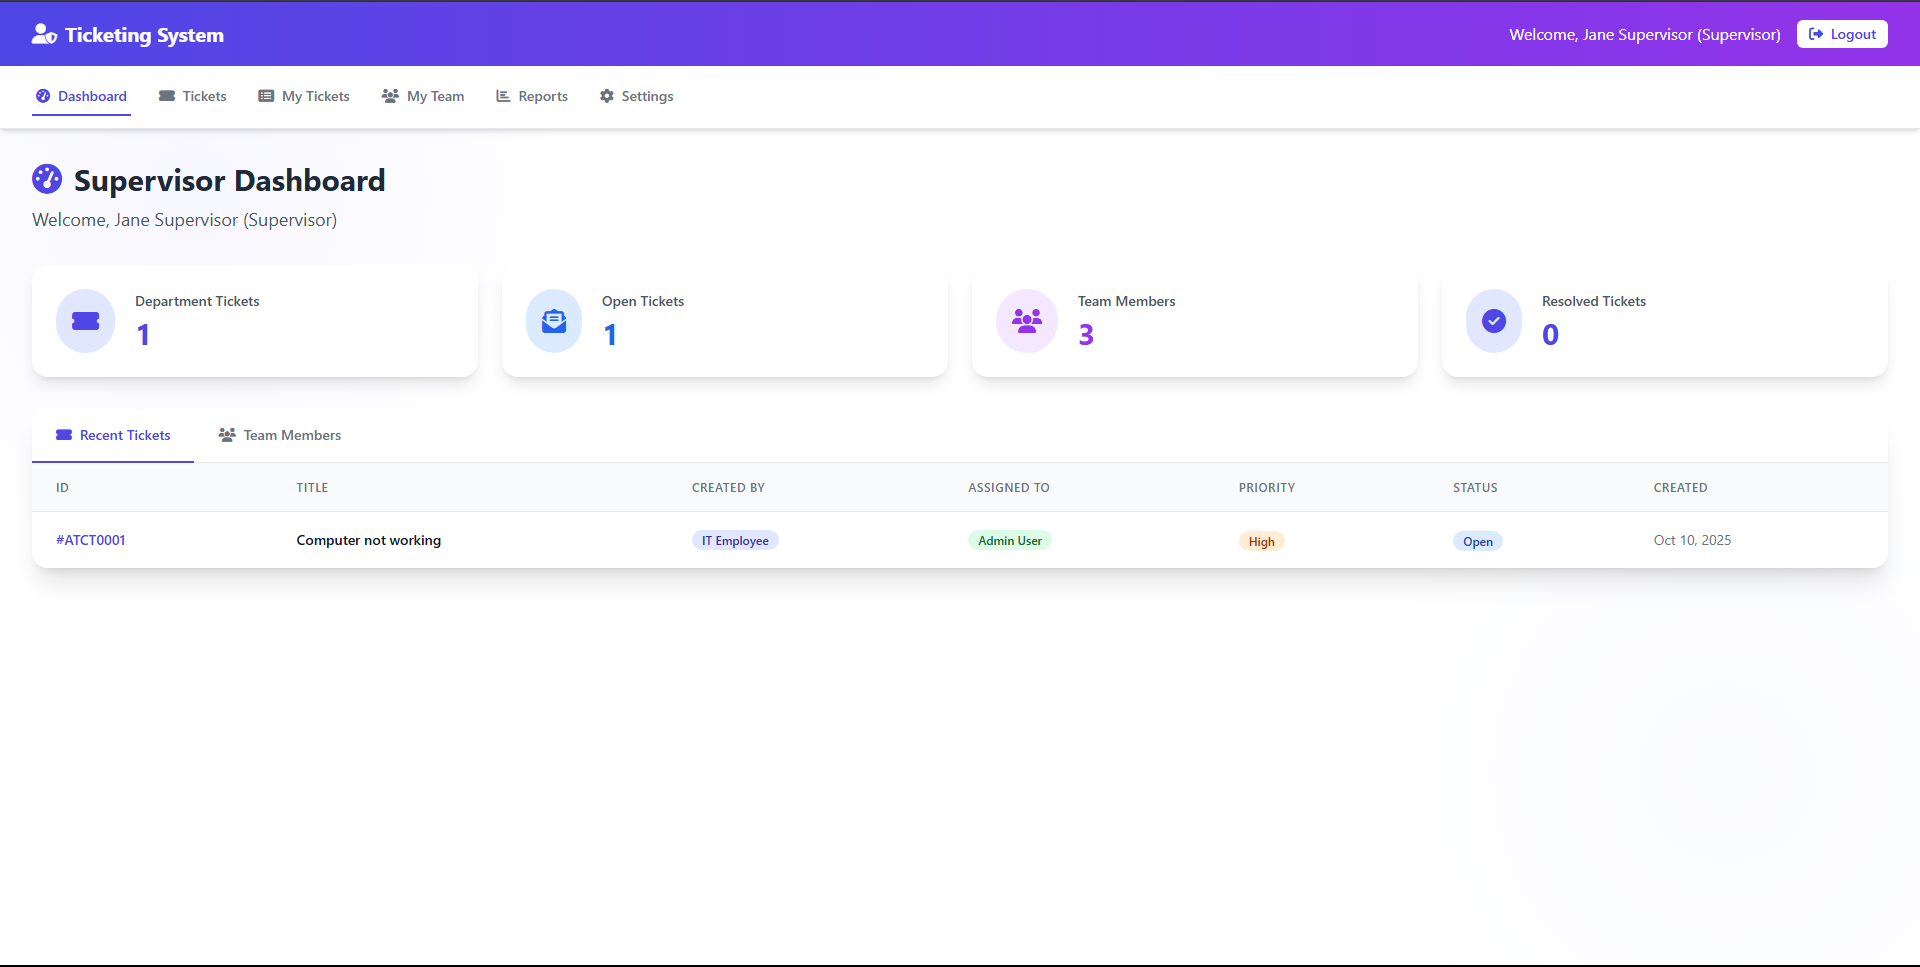 Ticketing System
Welcome, Jane Supervisor (Supervisor) Logout
Dashboard Tickets My Tickets My Team Reports Settings
Supervisor Dashboard
Welcome, Jane Supervisor (Supervisor)
Department Tickets
1
Open Tickets
1
Team Members
3
Resolved Tickets
0
Recent Tickets Team Members
ID TITLE CREATED BY ASSIGNED TO PRIORITY STATUS CREATED
#ATCT0001 Computer not working IT Employee Admin User High Open Oct 10, 2025